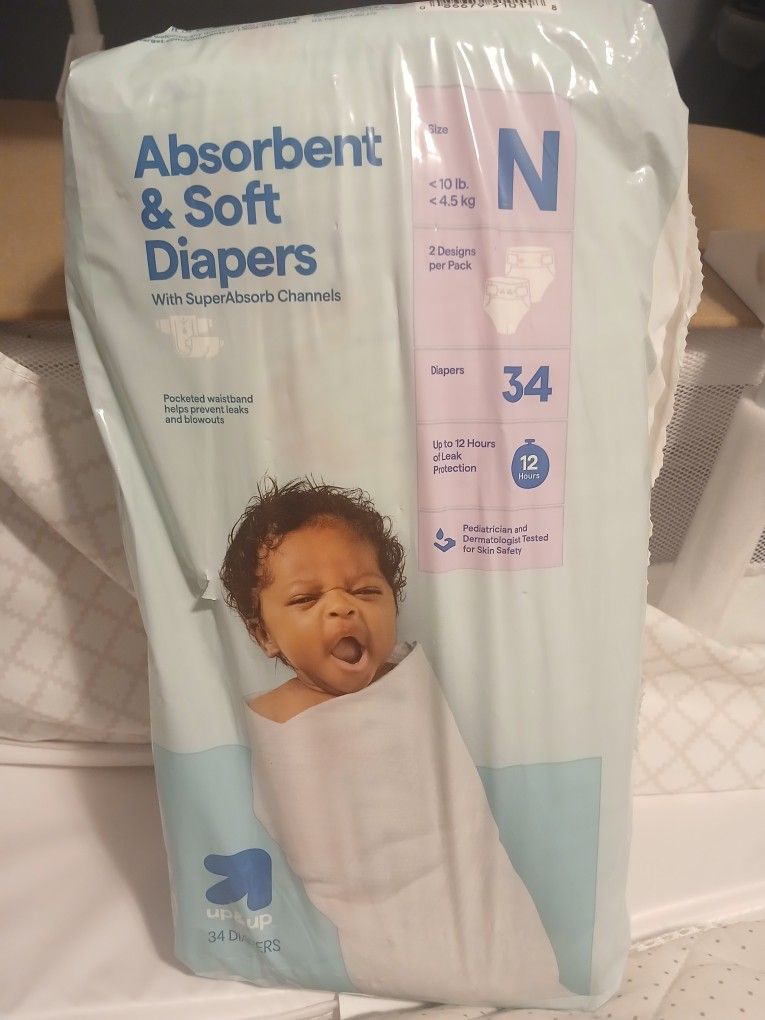 Absorbent
& Soft
Diapers
With SuperAbsorb Channels
Pocketed waistband
helps prevent leaks
and blowouts
Size
N
< 10 lb.
< 4.5 kg
2 Designs
per Pack
Diapers
34
Up to 12 Hours
of Leak
Protection
12
Hours
Pediatrician and
Dermatologist Tested
for Skin Safety
up&up
34 DIAPERS